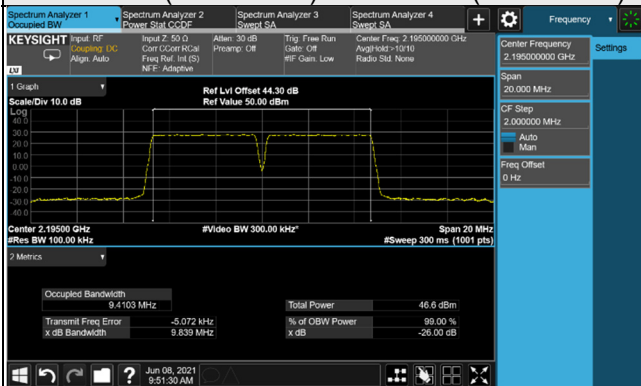 Spectrum Analyzer 1
Occupied BW
Spectrum Analyzer 2
Power Stat CCDF
Spectrum Analyzer 3
Swept SA
Spectrum Analyzer 4
Swept SA
+
Frequency
KEYSIGHT
Input: RF
Coupling: DC
Align: Auto
Input Z: 50 Ω
Corr CCorr RCal
Freq Ref: Int (S)
NFE: Adaptive
Atten: 30 dB
Preamp: Off
Trig: Free Run
Gate: Off
#IF Gain: Low
Center Freq: 2.195000000 GHz
Avg|Hold:>10/10
Radio Std: None
LXI
Center Frequency
2.195000000 GHz
Settings
Span
20.000 MHz
CF Step
2.000000 MHz
Auto
Man
Freq Offset
0 Hz
1 Graph
Scale/Div 10.0 dB
Ref Lvl Offset 44.30 dB
Ref Value 50.00 dBm
Log
40.0
30.0
20.0
10.0
0.00
-10.0
-20.0
-30.0
-40.0
Center 2.19500 GHz
#Res BW 100.00 kHz
#Video BW 300.00 kHz*
Span 20 MHz
#Sweep 300 ms (1001 pts)
2 Metrics
Occupied Bandwidth
9.4103 MHz
Total Power 46.6 dBm
Transmit Freq Error -5.072 kHz
% of OBW Power 99.00 %
x dB Bandwidth 9.839 MHz
x dB -26.00 dB
?
Jun 08, 2021
9:51:30 AM